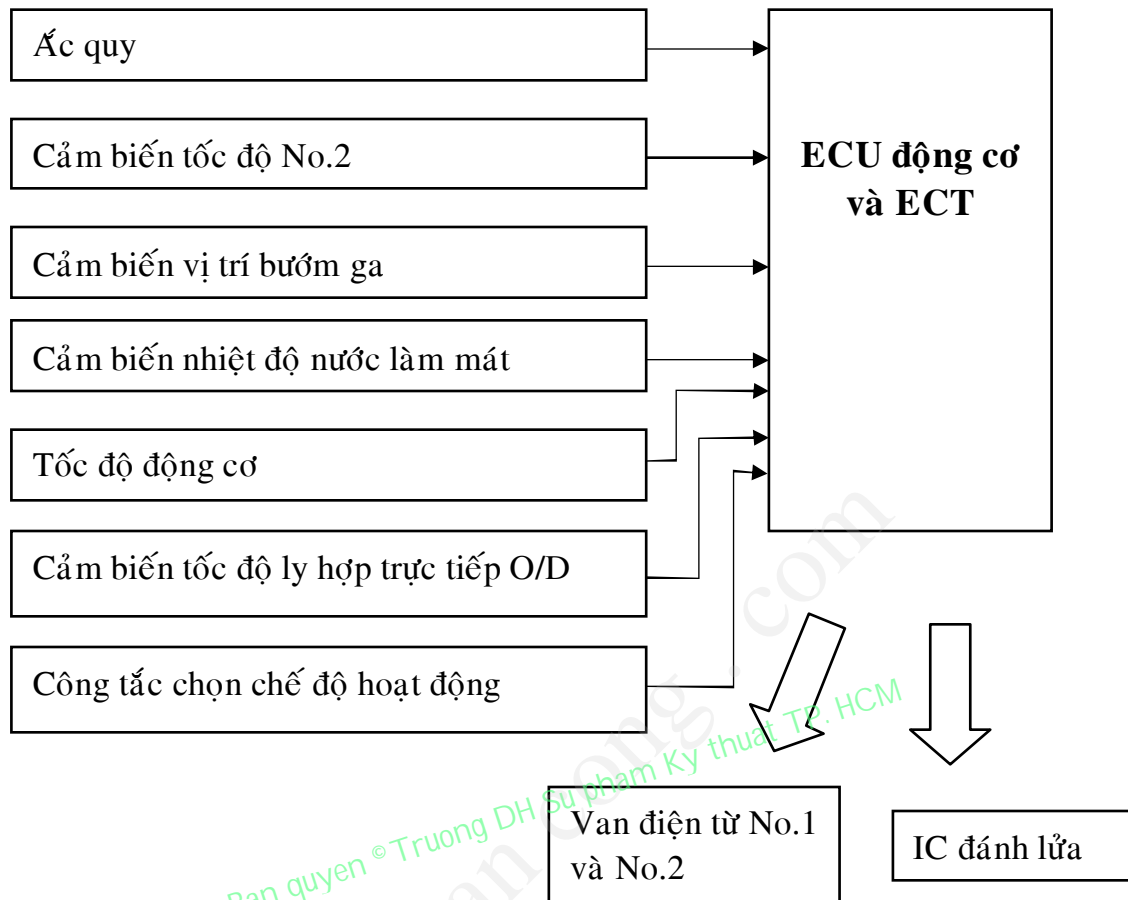 Ắc quy
ECU động cơ
và ECT
Cảm biến tốc độ No.2
Cảm biến vị trí bướm ga
Cảm biến nhiệt độ nước làm mát
Tốc độ động cơ
Cảm biến tốc độ ly hợp trực tiếp O/D
Công tắc chọn chế độ hoạt động
Van điện từ No.1
và No.2
IC đánh lửa
Ban quyen © Truong DH Su pham Ky thuat TP. HCM
an cong . com